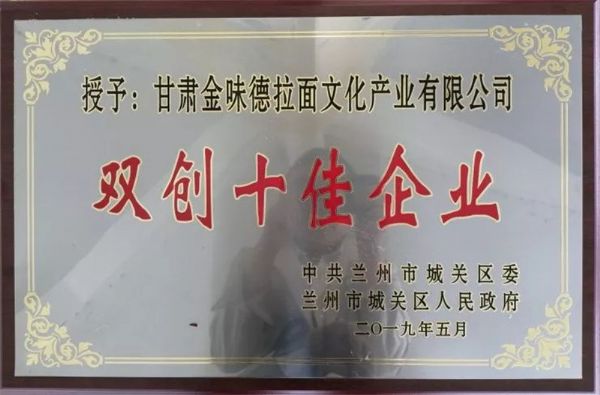 授予：甘肃金味德拉面文化产业有限公司
双创十佳企业
中共兰州市城关区委
兰州市城关区人民政府
二〇一九年五月